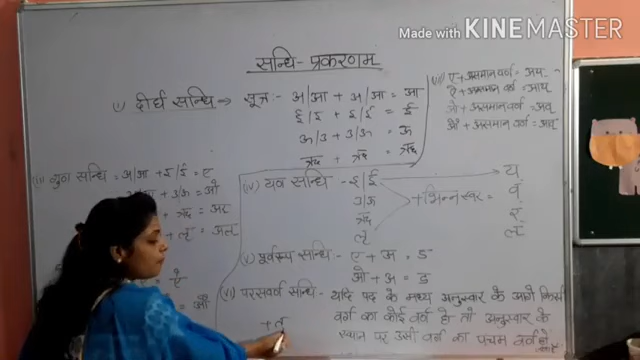 Made with KINEMASTER
सन्धि-प्रकरणम्
(i) दीर्घ सन्धि ⇒ सूत्र:- अ/आ + अ/आ = आ
इ/ई + इ/ई = ई
उ/ऊ + उ/ऊ = ऊ
ऋ + ऋ = ऋ
(ii) गुण सन्धि = अ/आ + इ/ई = ए
अ/आ + उ/ऊ = ओ
+ ऋ = अर
+ लृ = अल
= ऐ
= औ
(iv) यण सन्धि - इ/ई
उ/ऊ
ऋ
लृ
+ भिन्न स्वर =
य
व
र
ल
(v) पूर्वरूप सन्धि - ए + अ = ऽ
ओ + अ = ऽ
(vi) परसवर्ण सन्धि - यदि पद के मध्य अनुस्वार के आगे किसी
वर्ग का कोई वर्ण हो तो अनुस्वार के
स्थान पर उसी वर्ग का पंचम वर्ण
+ त
(iii) ए + असमान वर्ण = अय
ऐ + असमान वर्ण = आय
ओ + असमान वर्ण = अव
औ + असमान वर्ण = आव